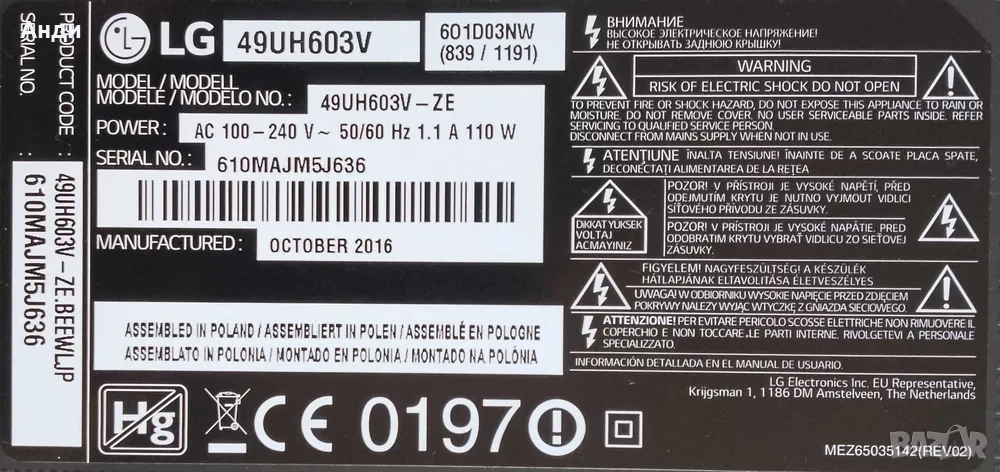 Анди
PRODUCT CODE :
SERIAL NO. :
49UH603V-ZE.BEEWLJP
610MAJM5J636
LG
49UH603V
601D03NW
(839 / 1191)
MODEL / MODELL
MODELE / MODELO NO. :
49UH603V-ZE
POWER :
AC 100-240 V~ 50/60 Hz 1.1 A 110 W
SERIAL NO. :
610MAJM5J636
MANUFACTURED :
OCTOBER 2016
ASSEMBLED IN POLAND / ASSEMBLIERT IN POLEN / ASSEMBLÉ EN POLOGNE
ASSEMBLATO IN POLONIA / MONTADO EN POLONIA / MONTADO NA POLÔNIA
Hg
CE 0197
ВНИМАНИЕ
ВЫСОКОЕ ЭЛЕКТРИЧЕСКОЕ НАПРЯЖЕНИЕ!
НЕ ОТКРЫВАТЬ ЗАДНЮЮ КРЫШКУ!
WARNING
RISK OF ELECTRIC SHOCK DO NOT OPEN
TO PREVENT FIRE OR SHOCK HAZARD, DO NOT EXPOSE THIS APPLIANCE TO RAIN OR
MOISTURE. DO NOT REMOVE COVER. NO USER SERVICEABLE PARTS INSIDE. REFER
SERVICING TO QUALIFIED SERVICE PERSON.
DISCONNECT FROM MAINS SUPPLY WHEN NOT IN USE.
ATENȚIUNE ÎNALTA TENSIUNE! ÎNAINTE DE A SCOATE PLACA SPATE,
DECONECTAȚI ALIMENTAREA DE LA REȚEA
DIKKAT YUKSEK
VOLTAJ
ACMAYINIZ
POZOR! V PŘÍSTROJI JE VYSOKÉ NAPĚTÍ, PŘED
ODEJMUTÍM KRYTU JE NUTNO VYJMOUT VIDLICI
SÍŤOVÉHO PŘÍVODU ZE ZÁSUVKY.
POZOR! V PRÍSTROJI JE VYSOKÉ NAPÄTIE. PRED
ODOBRATIM KRYTU VYBRAŤ VIDLICU ZO SIEŤOVEJ
ZÁSUVKY.
FIGYELEM! NAGYFESZÜLTSÉG! A KÉSZÜLÉK
HÁTLAPJÁNAK ELTÁVOLÍTÁSA ÉLETVESZÉLYES
UWAGA! W ODBIORNIKU WYSOKIE NAPIĘCIE PRZED ZDJĘCIEM
POKRYWY NALEZY WYJĄC WTYCZKĘ Z GNIAZDA SIECIOWEGO.
ATTENZIONE! PER EVITARE PERICOLO SCOSSE ELETTRICHE NON RIMUOVERE IL
COPERCHIO E NON TOCCARE .LE PARTI INTERNE. RIVOLGETEVI A PERSONALE
SPECIALIZZATO.
INFORMACIÓN DETALLADA EN EL MANUAL DE USUARIO.
LG Electronics Inc. EU Representative,
Krijgsman 1, 1186 DM Amstelveen, The Netherlands
MEZ65035142(REV02)
BAZAR